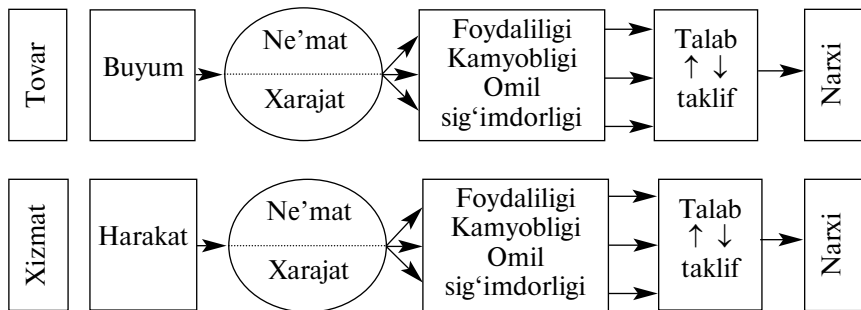 Tovar
Buyum
Ne’mat
Xarajat
Foydaliligi
Kamyobligi
Omil
sig‘imdorligi
Talab
↑ ↓
taklif
Narxi
Xizmat
Harakat
Ne’mat
Xarajat
Foydaliligi
Kamyobligi
Omil
sig‘imdorligi
Talab
↑ ↓
taklif
Narxi